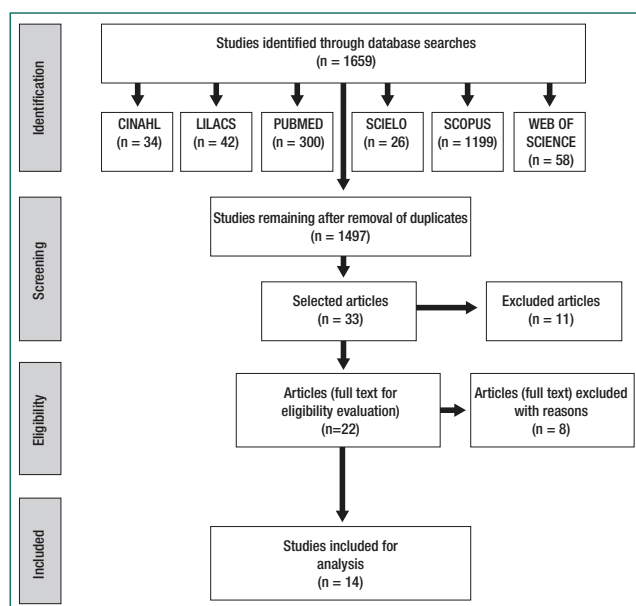 Identification
Studies identified through database searches
(n = 1659)
CINAHL
(n = 34)
LILACS
(n = 42)
PUBMED
(n = 300)
SCIELO
(n = 26)
SCOPUS
(n = 1199)
WEB OF
SCIENCE
(n = 58)
Screening
Studies remaining after removal of duplicates
(n = 1497)
Selected articles
(n = 33)
Excluded articles
(n = 11)
Eligibility
Articles (full text for
eligibility evaluation)
(n=22)
Articles (full text) excluded
with reasons
(n = 8)
Included
Studies included for
analysis
(n = 14)